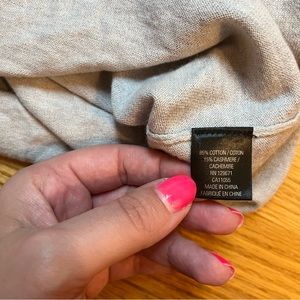 85% COTTON / COTON
15% CASHMERE /
CACHEMIRE
RN 129671
CA11055
MADE IN CHINA
FABRIQUÉ EN CHINE